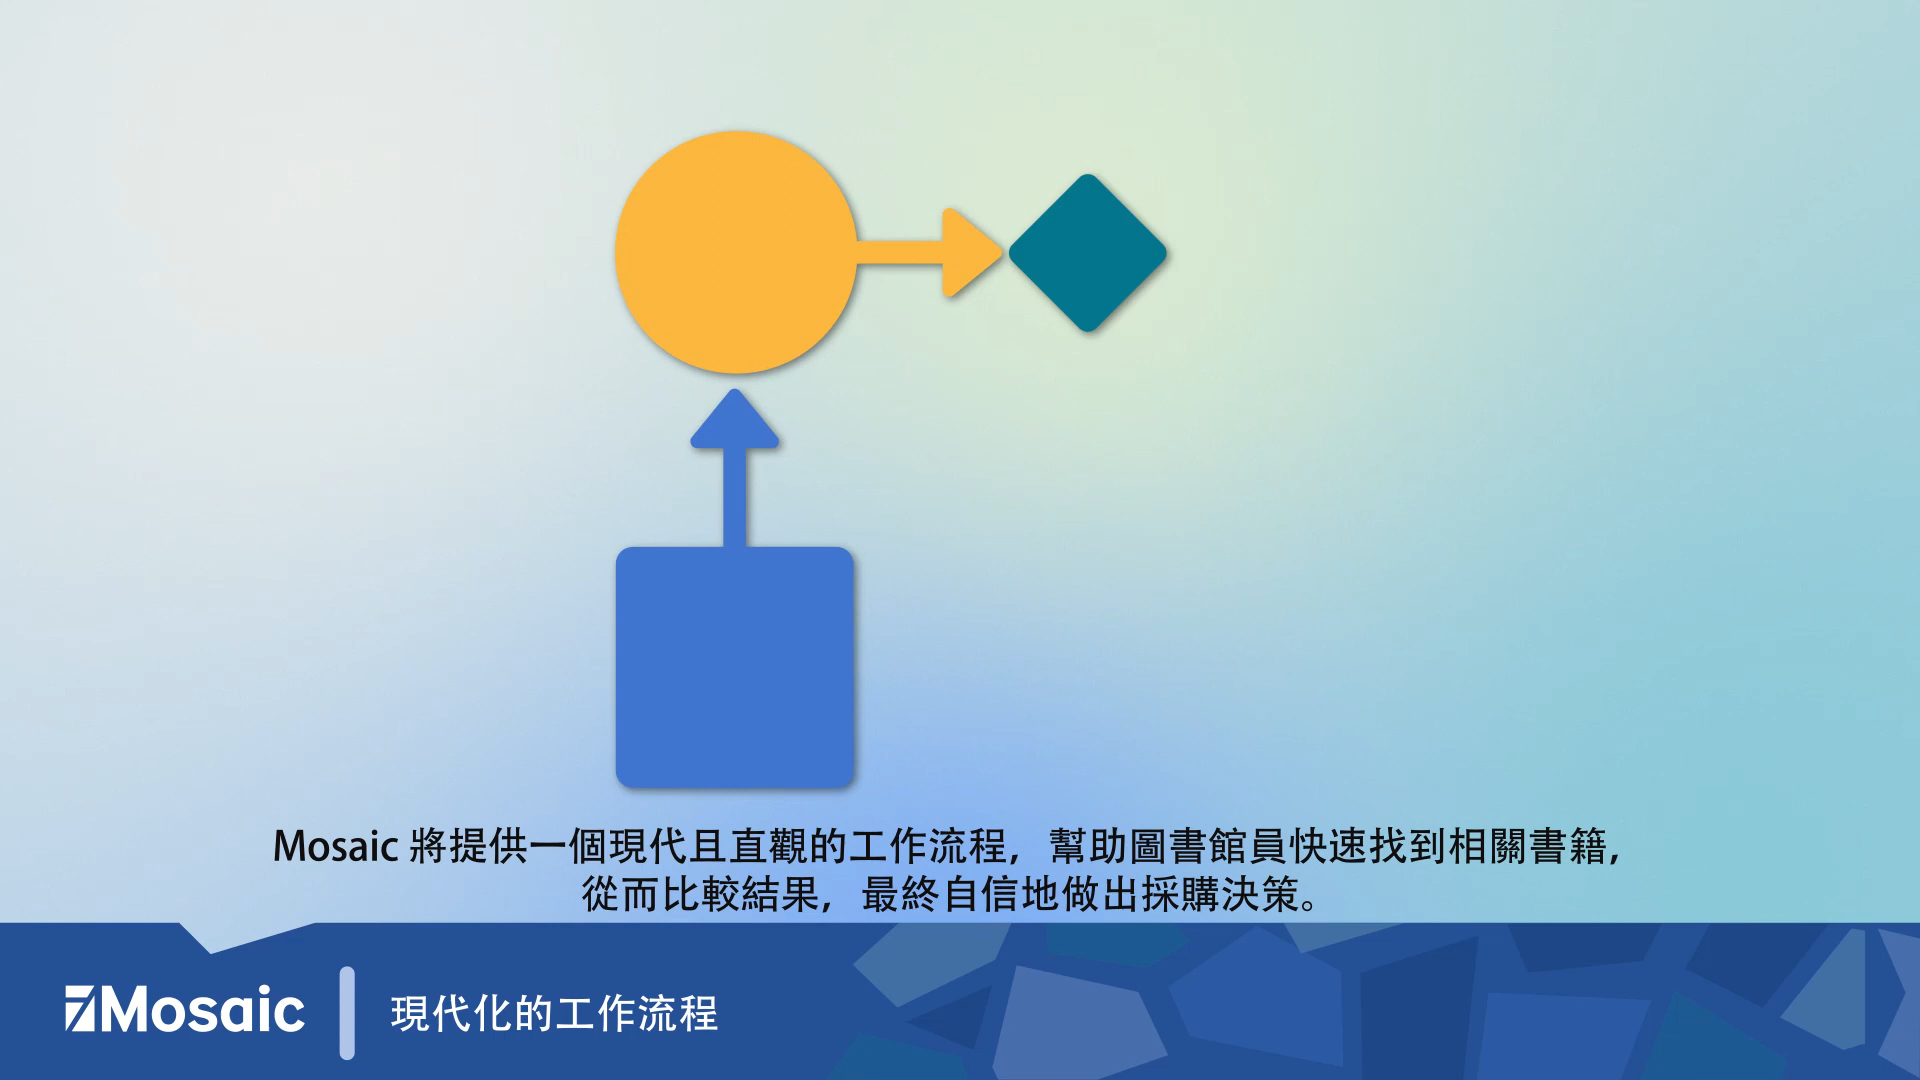 Mosaic 將提供一個現代且直觀的工作流程，幫助圖書館員快速找到相關書籍，
從而比較結果，最終自信地做出採購決策。
Mosaic
現代化的工作流程